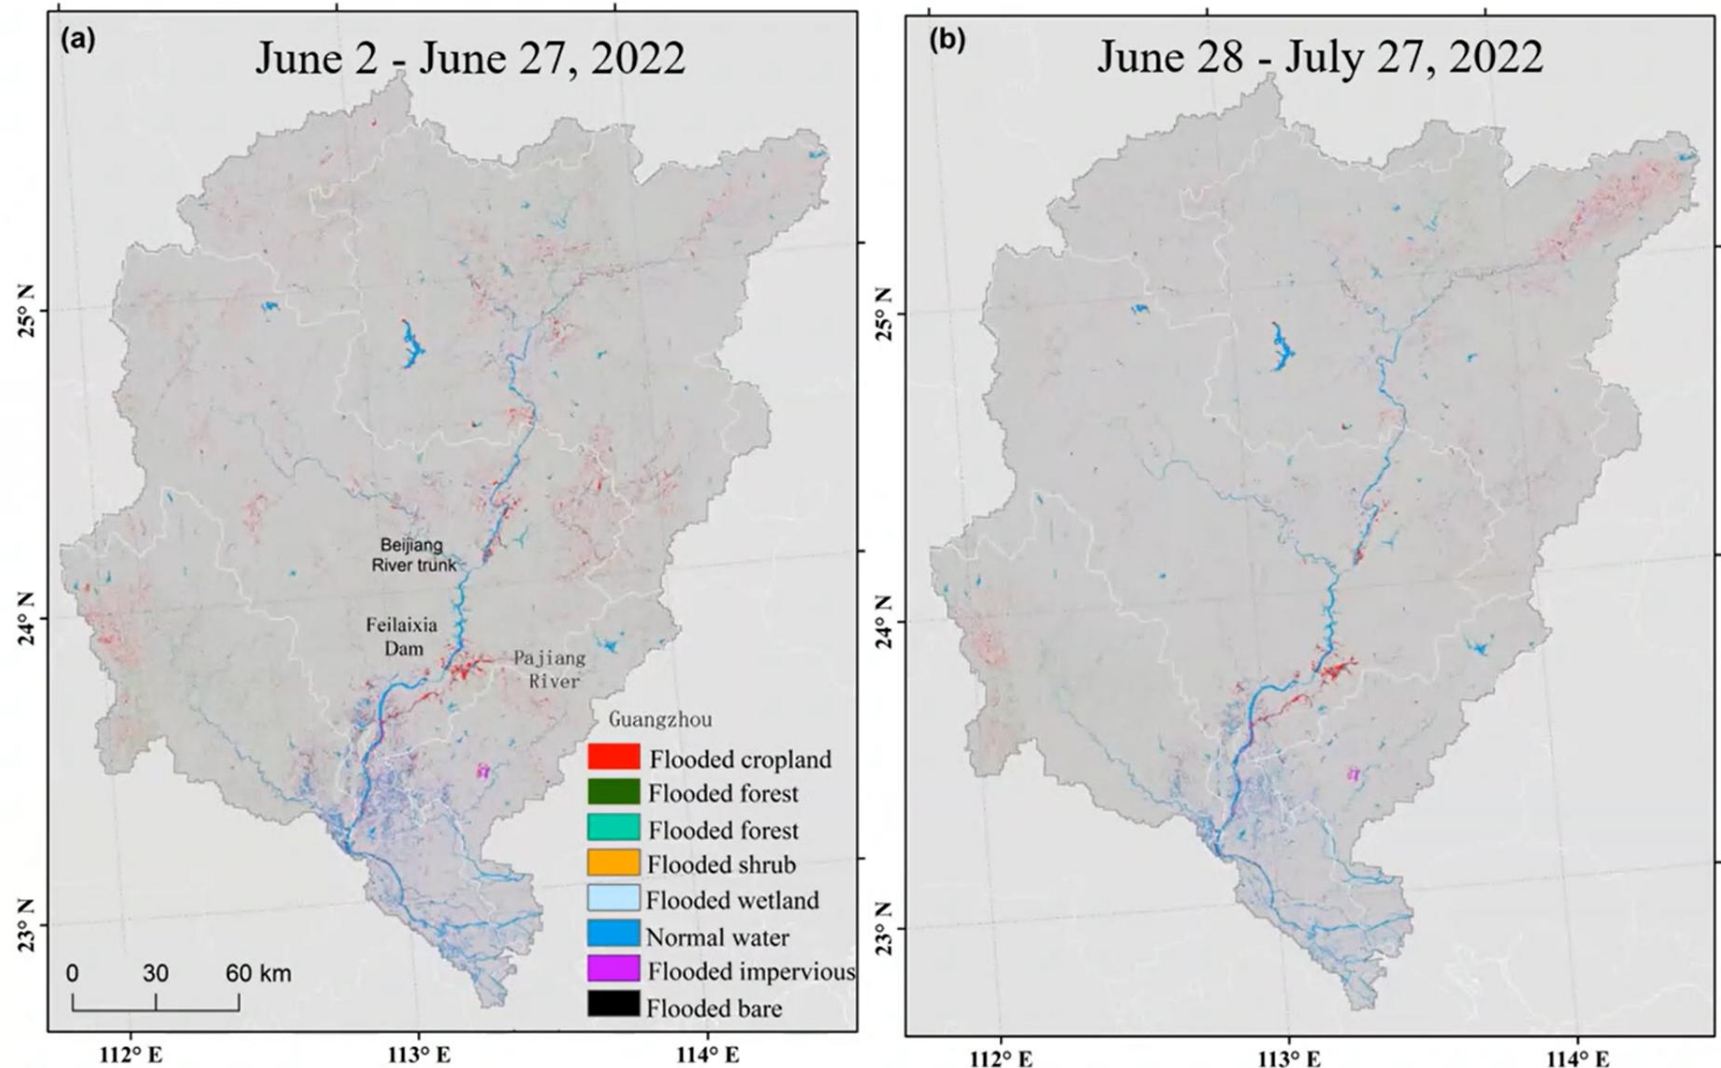 (a)
June 2 - June 27, 2022
(b)
June 28 - July 27, 2022
25° N
24° N
23° N
25° N
24° N
23° N
Beijiang
River trunk
Feilaixia
Dam
Pajiang
River
Guangzhou
Flooded cropland
Flooded forest
Flooded forest
Flooded shrub
Flooded wetland
Normal water
Flooded impervious
Flooded bare
0 30 60 km
112° E 113° E 114° E
112° E 113° E 114° E